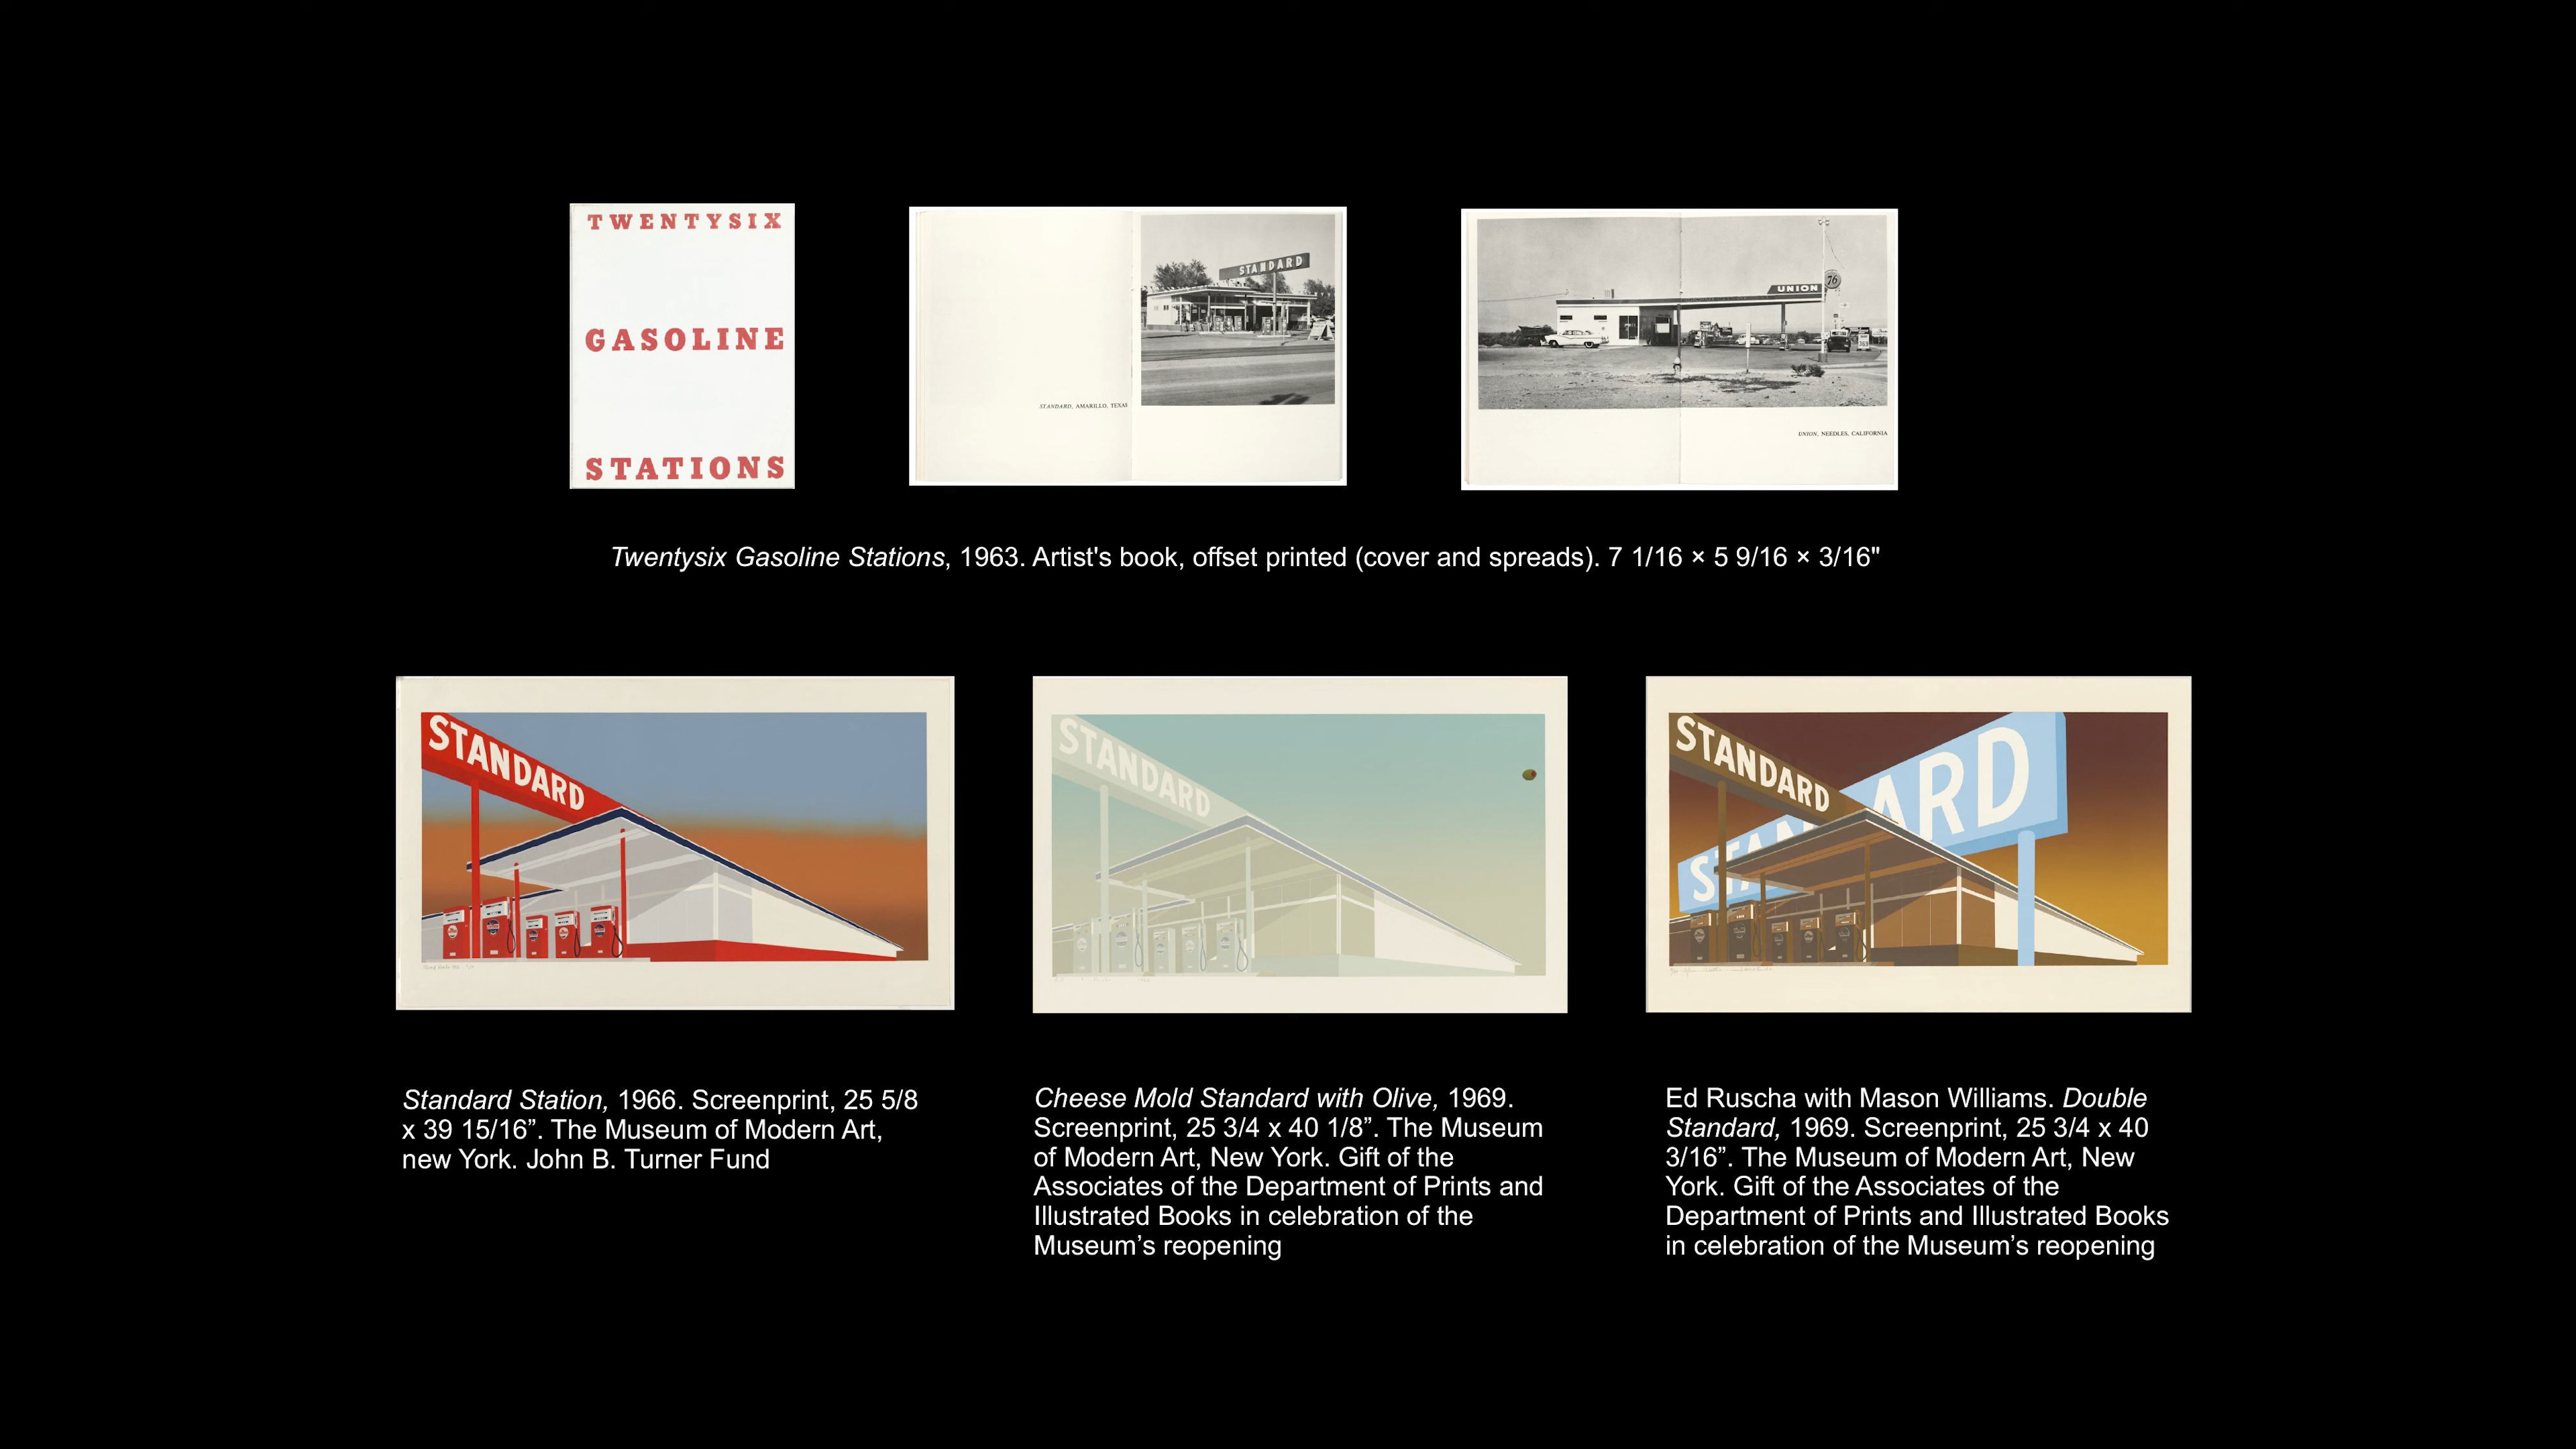 TWENTYSIX
GASOLINE
STATIONS
STANDARD
STANDARD, AMARILLO, TEXAS
UNION
76
UNION, NEEDLES, CALIFORNIA
Twentysix Gasoline Stations, 1963. Artist's book, offset printed (cover and spreads). 7 1/16 × 5 9/16 × 3/16"
STANDARD
STANDARD
STANDARD
STA ARD
Standard Station, 1966. Screenprint, 25 5/8
x 39 15/16”. The Museum of Modern Art,
new York. John B. Turner Fund
Cheese Mold Standard with Olive, 1969.
Screenprint, 25 3/4 x 40 1/8”. The Museum
of Modern Art, New York. Gift of the
Associates of the Department of Prints and
Illustrated Books in celebration of the
Museum’s reopening
Ed Ruscha with Mason Williams. Double
Standard, 1969. Screenprint, 25 3/4 x 40
3/16”. The Museum of Modern Art, New
York. Gift of the Associates of the
Department of Prints and Illustrated Books
in celebration of the Museum’s reopening